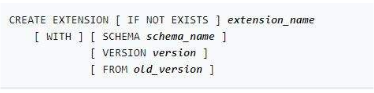 CREATE EXTENSION [ IF NOT EXISTS ] extension_name
[ WITH ] [ SCHEMA schema_name ]
[ VERSION version ]
[ FROM old_version ]